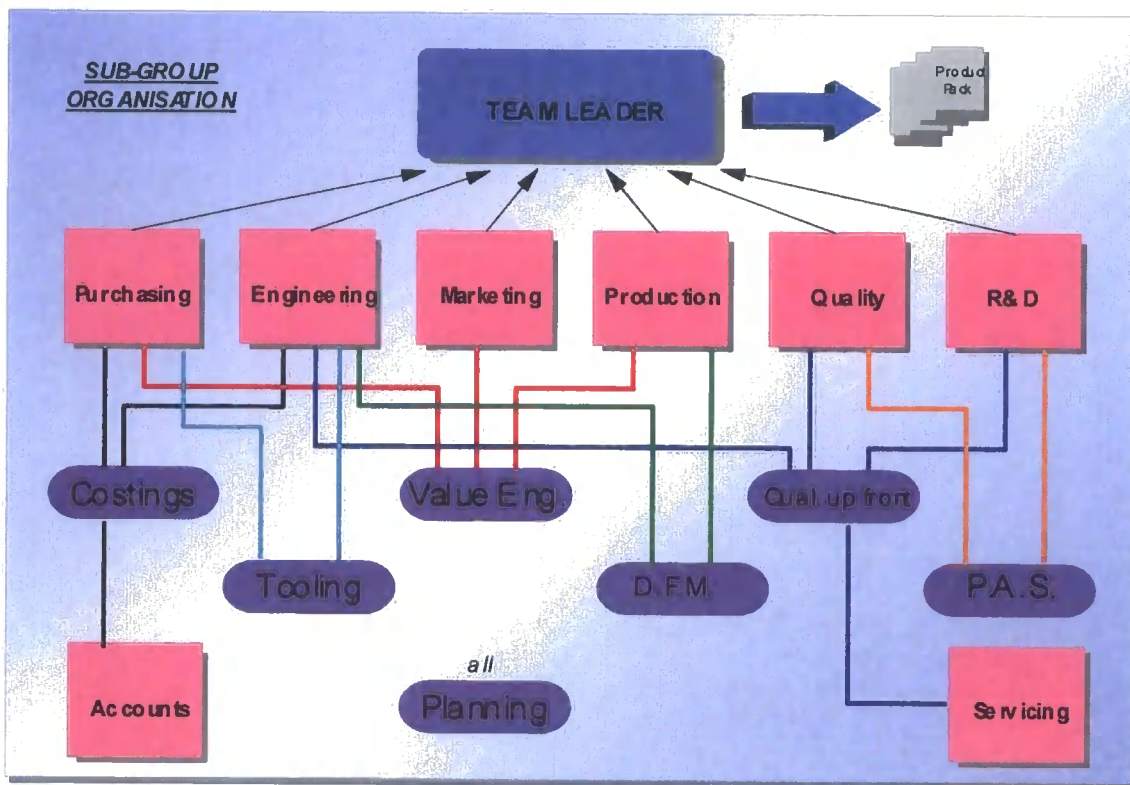 SUB-GROUP
ORGANISATION
TEAM LEADER
Product
Pack
Purchasing
Engineering
Marketing
Production
Quality
R&D
Costings
Value Eng.
Qual. up front
Tooling
D.F.M.
P.A.S.
all
Accounts
Planning
Servicing